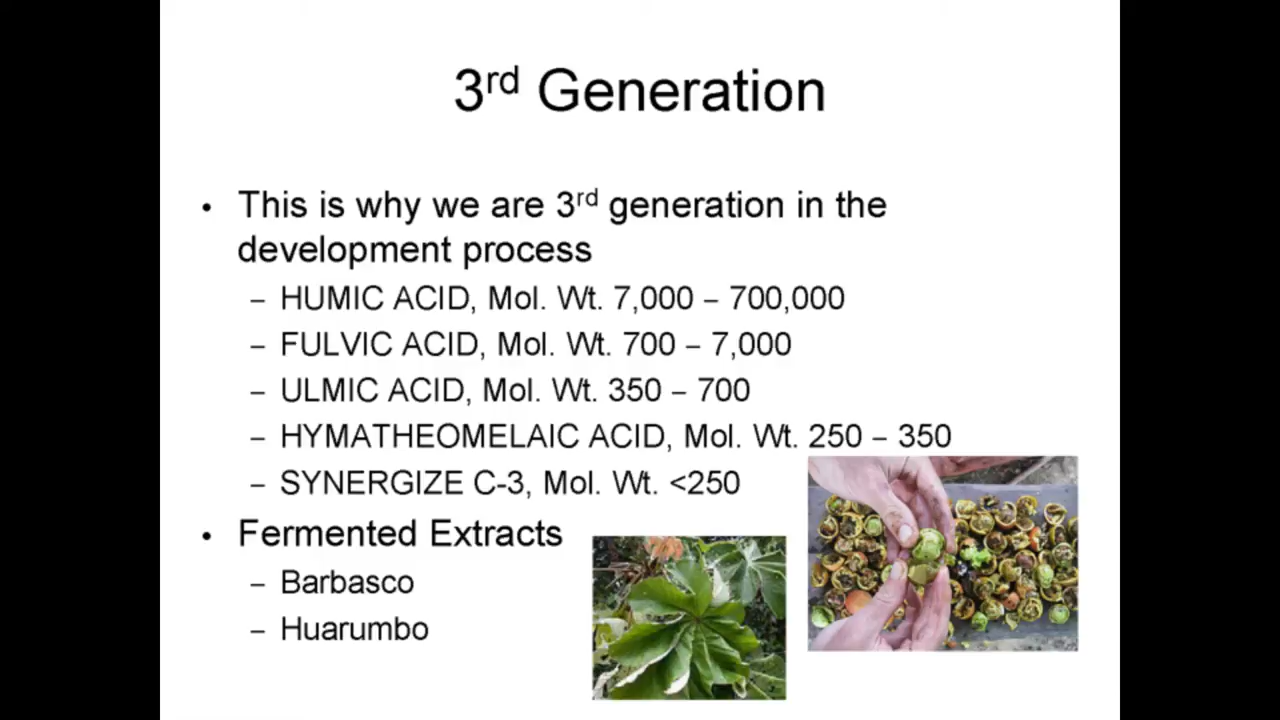 3rd Generation
• This is why we are 3rd generation in the
development process
– HUMIC ACID, Mol. Wt. 7,000 – 700,000
– FULVIC ACID, Mol. Wt. 700 – 7,000
– ULMIC ACID, Mol. Wt. 350 – 700
– HYMATHEOMELAIC ACID, Mol. Wt. 250 – 350
– SYNERGIZE C-3, Mol. Wt. <250
• Fermented Extracts
– Barbasco
– Huarumbo